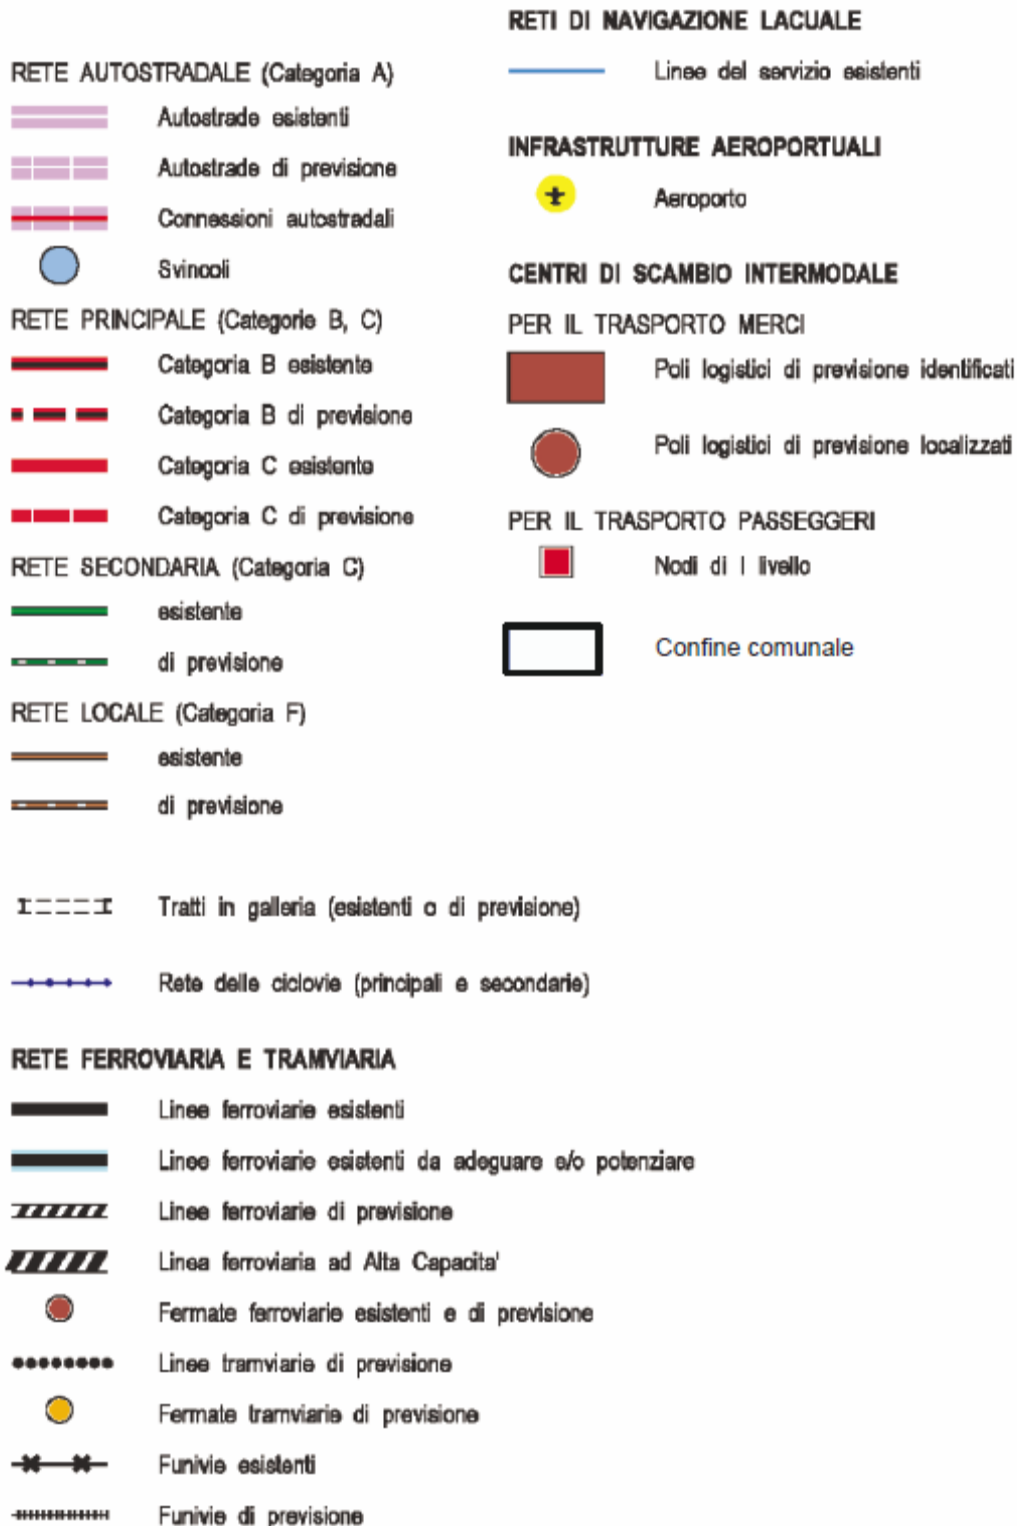 RETE AUTOSTRADALE (Categoria A)
Autostrade esistenti
Autostrade di previsione
Connessioni autostradali
Svincoli
RETE PRINCIPALE (Categorie B, C)
Categoria B esistente
Categoria B di previsione
Categoria C esistente
Categoria C di previsione
RETE SECONDARIA (Categoria C)
esistente
di previsione
RETE LOCALE (Categoria F)
esistente
di previsione
Tratti in galleria (esistenti o di previsione)
Rete delle ciclovie (principali e secondarie)
RETE FERROVIARIA E TRAMVIARIA
Linee ferroviarie esistenti
Linee ferroviarie esistenti da adeguare e/o potenziare
Linee ferroviarie di previsione
Linea ferroviaria ad Alta Capacita'
Fermate ferroviarie esistenti e di previsione
Linee tramviarie di previsione
Fermate tramviarie di previsione
Funivie esistenti
Funivie di previsione
RETI DI NAVIGAZIONE LACUALE
Linee del servizio esistenti
INFRASTRUTTURE AEROPORTUALI
Aeroporto
CENTRI DI SCAMBIO INTERMODALE
PER IL TRASPORTO MERCI
Poli logistici di previsione identificati
Poli logistici di previsione localizzati
PER IL TRASPORTO PASSEGGERI
Nodi di I livello
Confine comunale